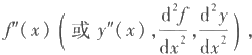 f″(x)(或 y″(x), d²f/dx², d²y/dx²),